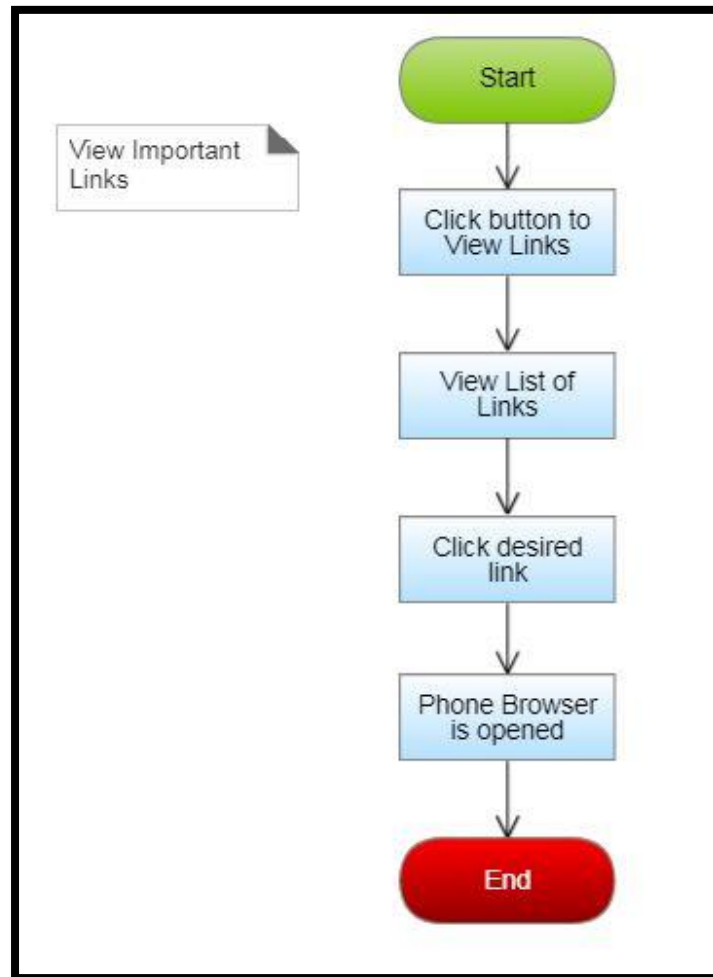 Start
View Important
Links
Click button to
View Links
View List of
Links
Click desired
link
Phone Browser
is opened
End